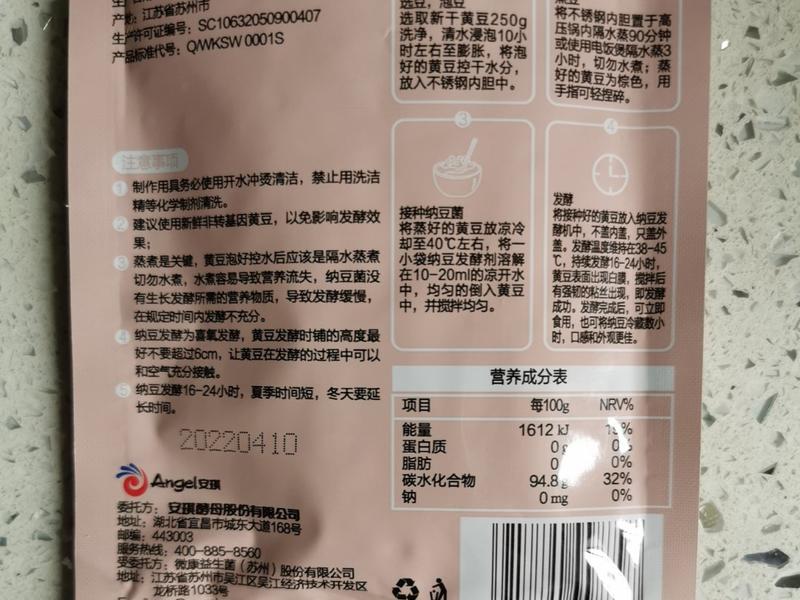 产地：江苏省苏州市
生产许可证编号：SC10632050900407
产品标准代号：Q/WKSW 0001S
注意事项
1 制作用具务必使用开水冲烫清洁，禁止用洗洁
精等化学制剂清洗。
2 建议使用新鲜非转基因黄豆，以免影响发酵效
果；
3 蒸煮是关键，黄豆泡好控水后应该是隔水蒸煮
切勿水煮，水煮容易导致营养流失，纳豆菌没
有生长发酵所需的营养物质，导致发酵缓慢，
在规定时间内发酵不充分。
4 纳豆发酵为喜氧发酵，黄豆发酵时铺的高度最
好不要超过6cm，让黄豆在发酵的过程中可以
和空气充分接触。
5 纳豆发酵16-24小时，夏季时间短，冬天要延
长时间。
20220410
Angel安琪
委托方：安琪酵母股份有限公司
地址：湖北省宜昌市城东大道168号
邮编：443003
服务热线：400-885-8560
受委托方：微康益生菌（苏州）股份有限公司
地址：江苏省苏州市吴江区吴江经济技术开发区
龙桥路1033号
选豆，泡豆
选取新干黄豆250g
洗净，清水浸泡10小
时左右至膨胀，将泡
好的黄豆控干水分，
放入不锈钢内胆中。
将不锈钢内胆置于高
压锅内隔水蒸90分钟
或使用电饭煲隔水蒸3
小时，切勿水煮；蒸
好的黄豆为棕色，用
手指可轻捏碎。
3
接种纳豆菌
将蒸好的黄豆放凉冷
却至40℃左右，将一
小袋纳豆发酵剂溶解
在10-20ml的凉开水
中，均匀的倒入黄豆
中，并搅拌均匀。
4
发酵
将接种好的黄豆放入纳豆发
酵机中，不盖内盖，只盖外
盖。发酵温度维持在38-45
℃，持续发酵16-24小时，
黄豆表面出现白膜，搅拌后
有强韧的粘丝出现，即发酵
成功。发酵完成后，可立即
食用，也可将纳豆冷藏数小
时，口感和外观更佳。
营养成分表
项目 每100g NRV%
能量 1612 kJ 19%
蛋白质 0 g 0%
脂肪 0 0%
碳水化合物 94.8g 32%
钠 0 mg 0%